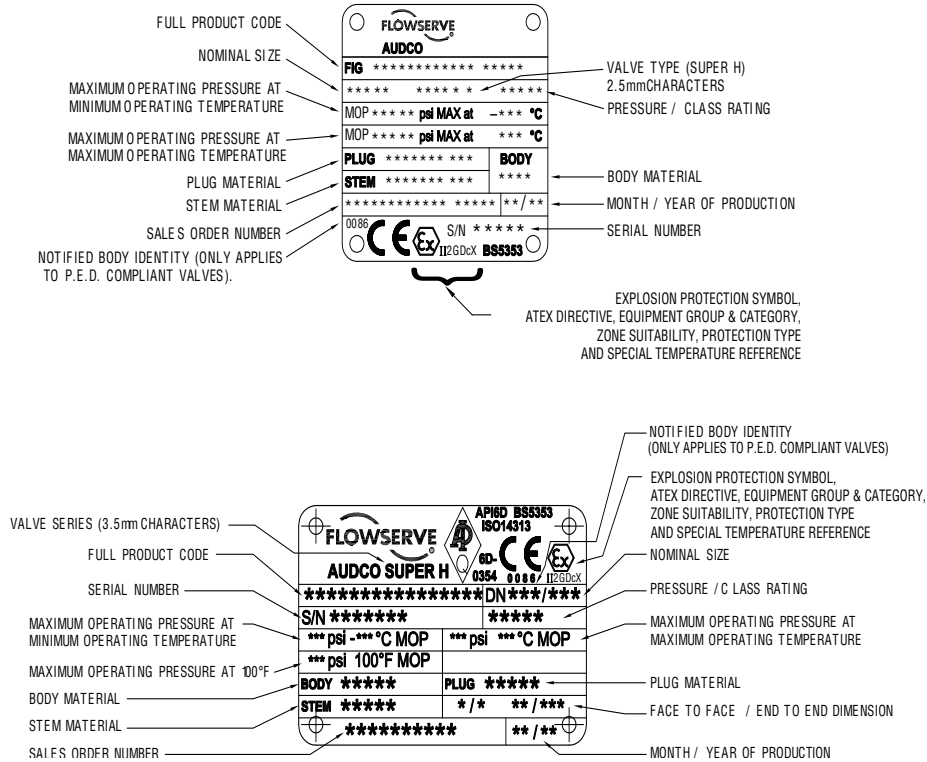 FULL PRODUCT CODE
NOMINAL SIZE
MAXIMUM OPERATING PRESSURE AT
MINIMUM OPERATING TEMPERATURE
MAXIMUM OPERATING PRESSURE AT
MAXIMUM OPERATING TEMPERATURE
PLUG MATERIAL
STEM MATERIAL
SALES ORDER NUMBER
NOTIFIED BODY IDENTITY (ONLY APPLIES
TO P.E.D. COMPLIANT VALVES).
FLOWSERVE
AUDCO
FIG ************ *****
***** ****** *****
MOP ***** psi MAX at -*** °C
MOP ***** psi MAX at *** °C
PLUG ******* *** BODY
STEM ******* *** ****
************ ***** **/**
0086 CE Ex S/N *****
II2GDcX BS5353
VALVE TYPE (SUPER H)
2.5mm CHARACTERS
PRESSURE / CLASS RATING
BODY MATERIAL
MONTH / YEAR OF PRODUCTION
SERIAL NUMBER
EXPLOSION PROTECTION SYMBOL,
ATEX DIRECTIVE, EQUIPMENT GROUP & CATEGORY,
ZONE SUITABILITY, PROTECTION TYPE
AND SPECIAL TEMPERATURE REFERENCE
VALVE SERIES (3.5mm CHARACTERS)
FULL PRODUCT CODE
SERIAL NUMBER
MAXIMUM OPERATING PRESSURE AT
MINIMUM OPERATING TEMPERATURE
MAXIMUM OPERATING PRESSURE AT 100°F
BODY MATERIAL
STEM MATERIAL
SALES ORDER NUMBER
FLOWSERVE
AUDCO SUPER H
API6D BS5353
ISO14313
6D-
0354
CE
0086
Ex
II2GDcX
**************** DN***/***
S/N ******* *****
*** psi -*** °C MOP *** psi *** °C MOP
*** psi 100°F MOP
BODY ***** PLUG *****
STEM ***** */* **/***
********** **/**
NOTIFIED BODY IDENTITY
(ONLY APPLIES TO P.E.D. COMPLIANT VALVES)
EXPLOSION PROTECTION SYMBOL,
ATEX DIRECTIVE, EQUIPMENT GROUP & CATEGORY,
ZONE SUITABILITY, PROTECTION TYPE
AND SPECIAL TEMPERATURE REFERENCE
NOMINAL SIZE
PRESSURE / CLASS RATING
MAXIMUM OPERATING PRESSURE AT
MAXIMUM OPERATING TEMPERATURE
PLUG MATERIAL
FACE TO FACE / END TO END DIMENSION
MONTH / YEAR OF PRODUCTION